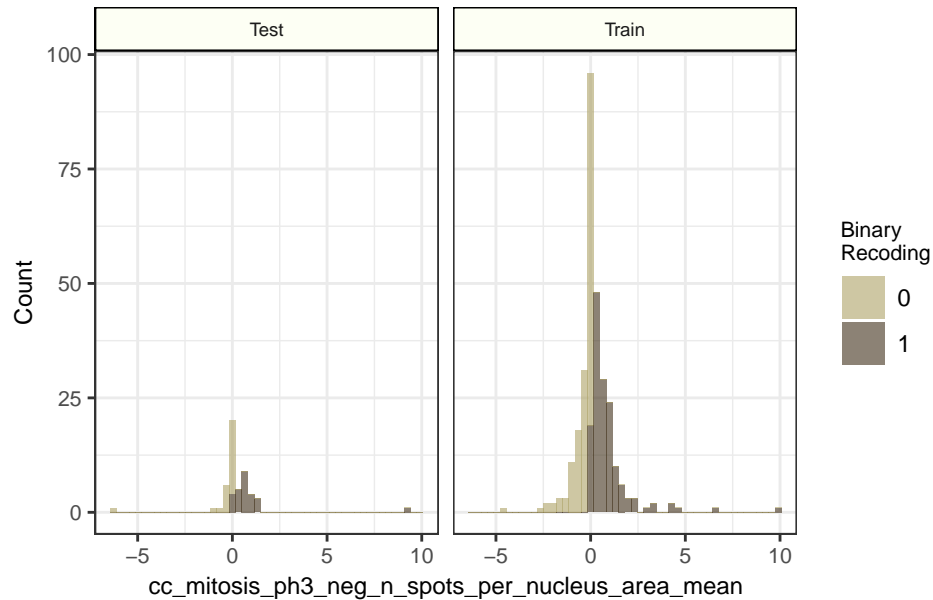 Test
Train
100
75
50
25
0
Count
−5
0
5
10
−5
0
5
10
cc_mitosis_ph3_neg_n_spots_per_nucleus_area_mean
Binary
Recoding
0
1